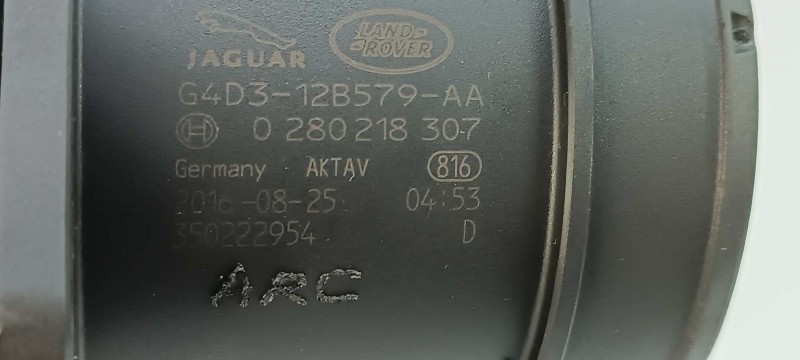 JAGUAR LAND ROVER
G4D3-12B579-AA
0 280 218 307
Germany AKTAV 816
2016-08-25 04:53
350222954 D
ARC